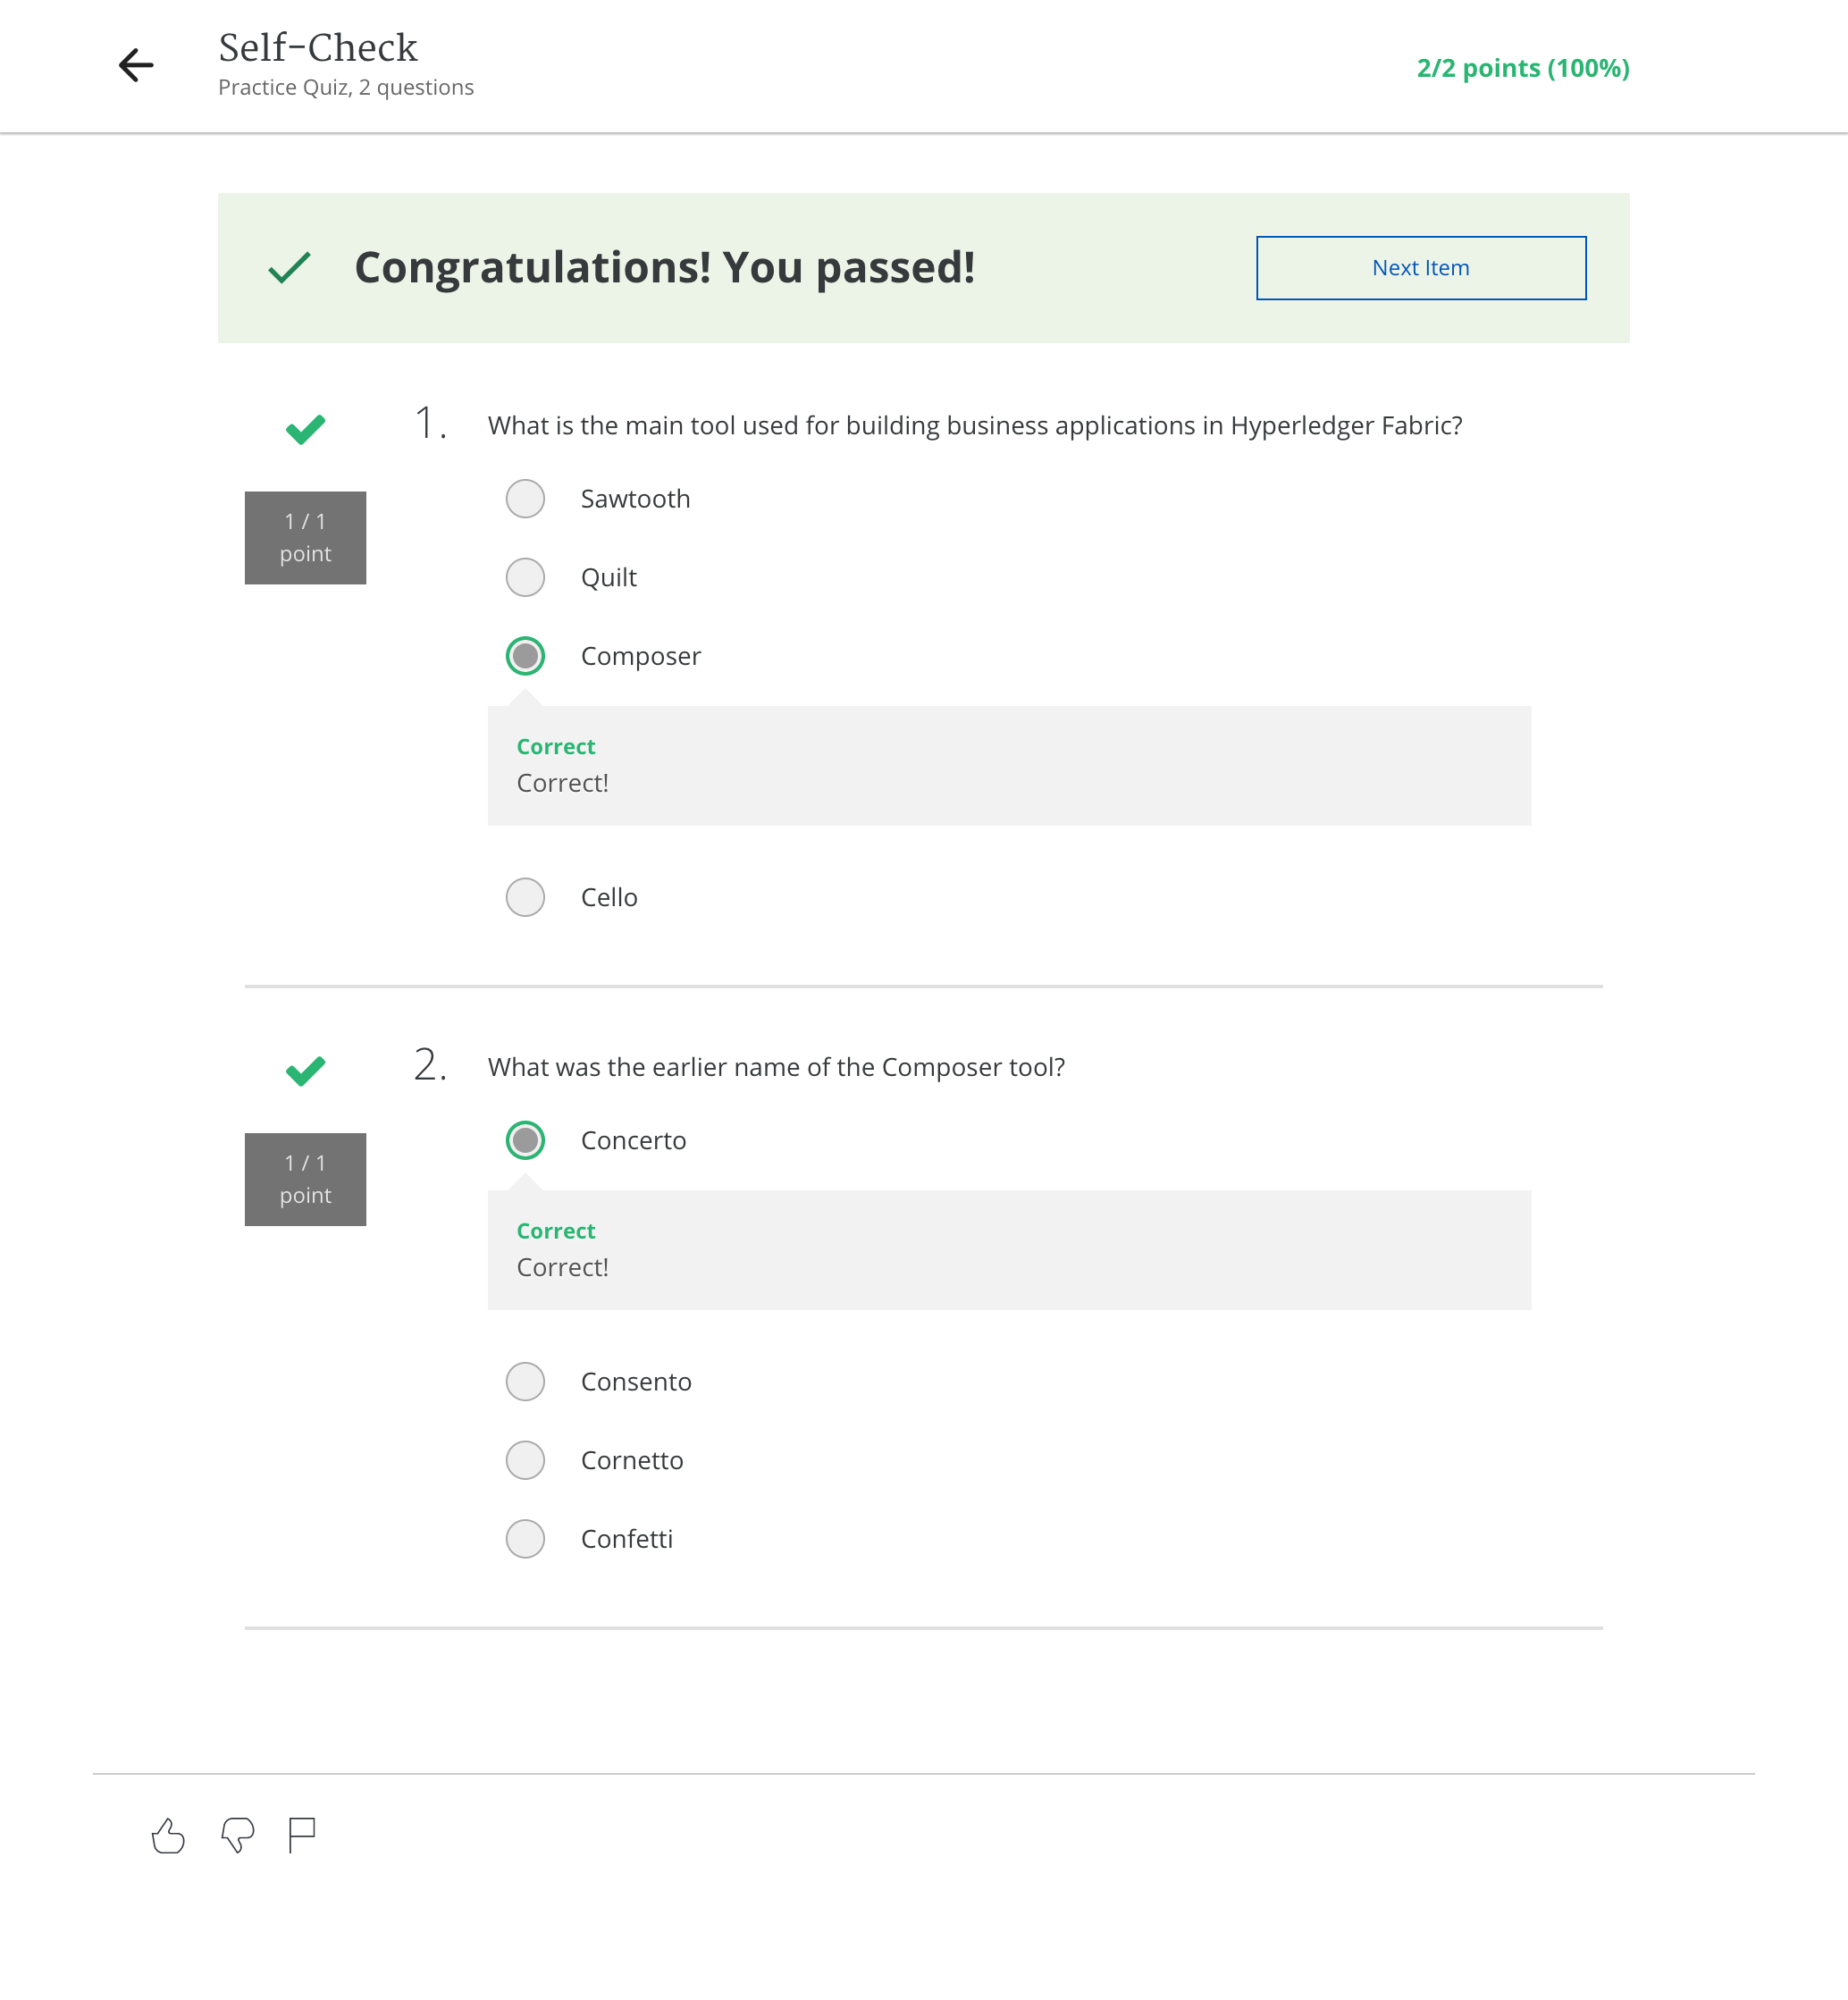 Self-Check
Practice Quiz, 2 questions
2/2 points (100%)
Congratulations! You passed!
Next Item
1.
What is the main tool used for building business applications in Hyperledger Fabric?
1 / 1
point
Sawtooth
Quilt
Composer
Correct
Correct!
Cello
2.
What was the earlier name of the Composer tool?
1 / 1
point
Concerto
Correct
Correct!
Consento
Cornetto
Confetti